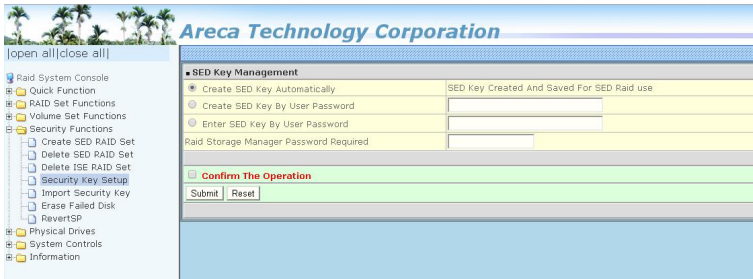 Areca Technology Corporation
|open all|close all|
Raid System Console
Quick Function
RAID Set Functions
Volume Set Functions
Security Functions
Create SED RAID Set
Delete SED RAID Set
Delete ISE RAID Set
Security Key Setup
Import Security Key
Erase Failed Disk
RevertSP
Physical Drives
System Controls
Information
SED Key Management
Create SED Key Automatically SED Key Created And Saved For SED Raid use
Create SED Key By User Password
Enter SED Key By User Password
Raid Storage Manager Password Required
Confirm The Operation
Submit Reset